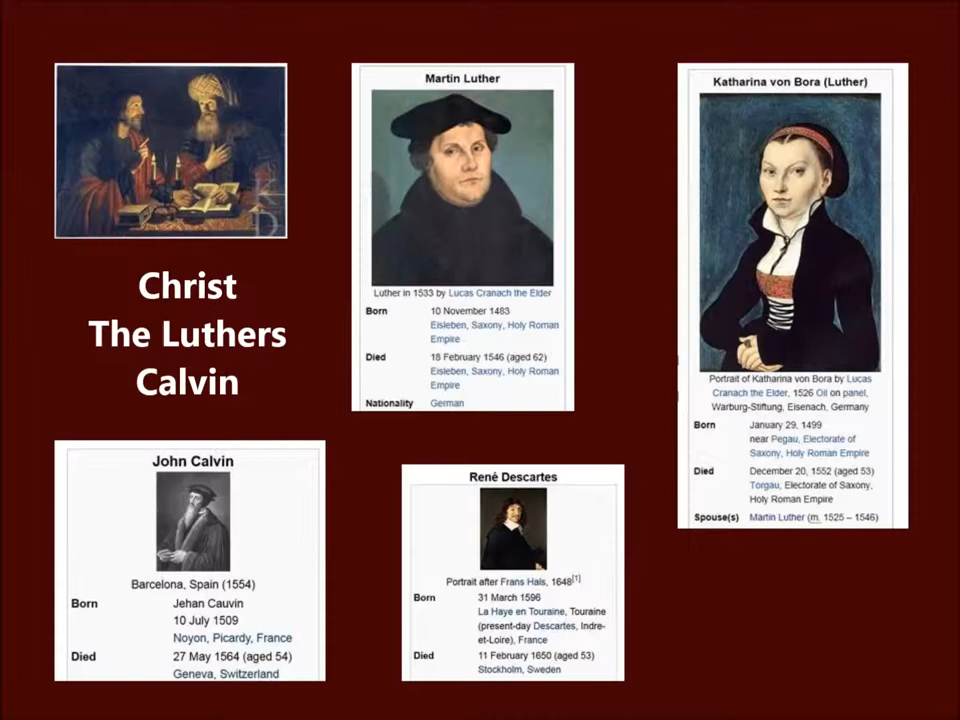 Christ
The Luthers
Calvin
Martin Luther
Luther in 1533 by Lucas Cranach the Elder
Born 10 November 1483
Eisleben, Saxony, Holy Roman
Empire
Died 18 February 1546 (aged 62)
Eisleben, Saxony, Holy Roman
Empire
Nationality German
Katharina von Bora (Luther)
Portrait of Katharina von Bora by Lucas
Cranach the Elder, 1526 Oil on panel,
Warburg-Stiftung, Eisenach, Germany
Born January 29, 1499
near Pegau, Electorate of
Saxony, Holy Roman Empire
Died December 20, 1552 (aged 53)
Torgau, Electorate of Saxony,
Holy Roman Empire
Spouse(s) Martin Luther (m. 1525 – 1546)
John Calvin
Barcelona, Spain (1554)
Born Jehan Cauvin
10 July 1509
Noyon, Picardy, France
Died 27 May 1564 (aged 54)
Geneva, Switzerland
René Descartes
Portrait after Frans Hals, 1648[1]
Born 31 March 1596
La Haye en Touraine, Touraine
(present-day Descartes, Indre-
et-Loire), France
Died 11 February 1650 (aged 53)
Stockholm, Sweden